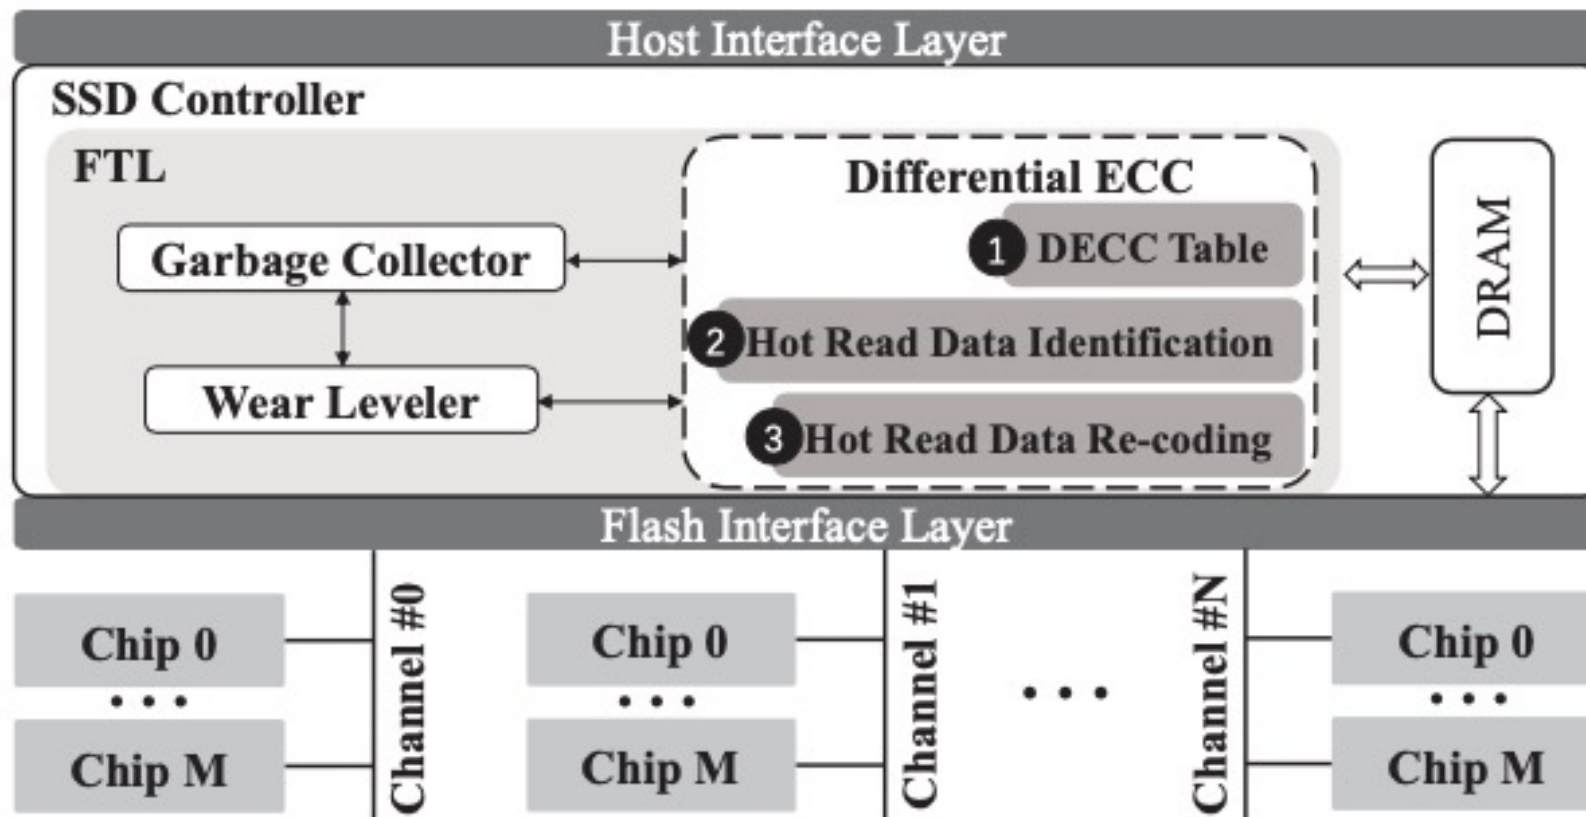 Host Interface Layer
SSD Controller
FTL
Differential ECC
Garbage Collector
Wear Leveler
1 DECC Table
2 Hot Read Data Identification
3 Hot Read Data Re-coding
DRAM
Flash Interface Layer
Chip 0
...
Chip M
Channel #0
Chip 0
...
Chip M
Channel #1
...
Channel #N
Chip 0
...
Chip M